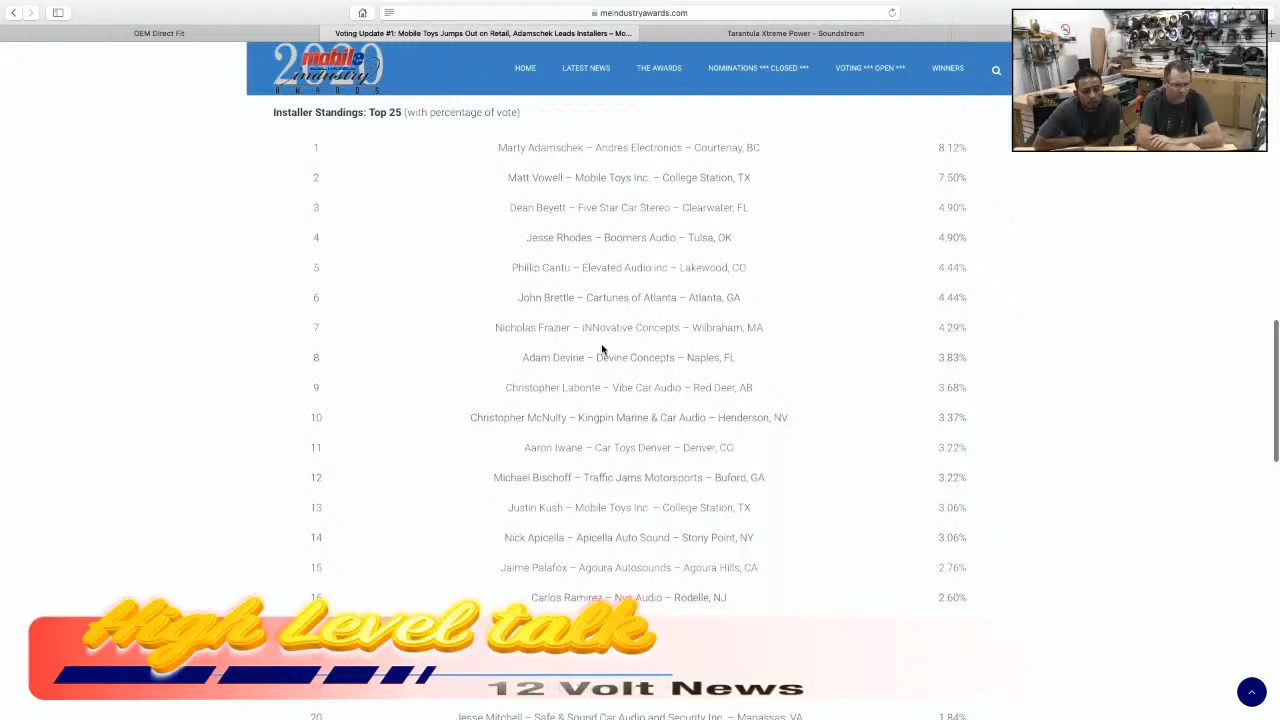 meindustryawards.com
OEM Direct Fit
Voting Update #1: Mobile Toys Jumps Out on Retail, Adamschek Leads Installers – Mo...
Tarantula Xtreme Power - Soundstream
mobile
industry
AWARDS
HOME
LATEST NEWS
THE AWARDS
NOMINATIONS *** CLOSED ***
VOTING *** OPEN ***
WINNERS
Installer Standings: Top 25 (with percentage of vote)
1 Marty Adamschek – Andres Electronics – Courtenay, BC 8.12%
2 Matt Vowell – Mobile Toys Inc. – College Station, TX 7.50%
3 Dean Beyett – Five Star Car Stereo – Clearwater, FL 4.90%
4 Jesse Rhodes – Boomers Audio – Tulsa, OK 4.90%
5 Phillip Cantu – Elevated Audio inc – Lakewood, CO 4.44%
6 John Brettle – Cartunes of Atlanta – Atlanta, GA 4.44%
7 Nicholas Frazier – iNNovative Concepts – Wilbraham, MA 4.29%
8 Adam Devine – Devine Concepts – Naples, FL 3.83%
9 Christopher Labonte – Vibe Car Audio – Red Deer, AB 3.68%
10 Christopher McNulty – Kingpin Marine & Car Audio – Henderson, NV 3.37%
11 Aaron Iwane – Car Toys Denver – Denver, CO 3.22%
12 Michael Bischoff – Traffic Jams Motorsports – Buford, GA 3.22%
13 Justin Kush – Mobile Toys Inc. – College Station, TX 3.06%
14 Nick Apicella – Apicella Auto Sound – Stony Point, NY 3.06%
15 Jaime Palafox – Agoura Autosounds – Agoura Hills, CA 2.76%
16 Carlos Ramirez – Nvs Audio – Rodelle, NJ 2.60%
High Level talk
12 Volt News
20 Jesse Mitchell – Safe & Sound Car Audio and Security Inc. – Manassas, VA 1.84%